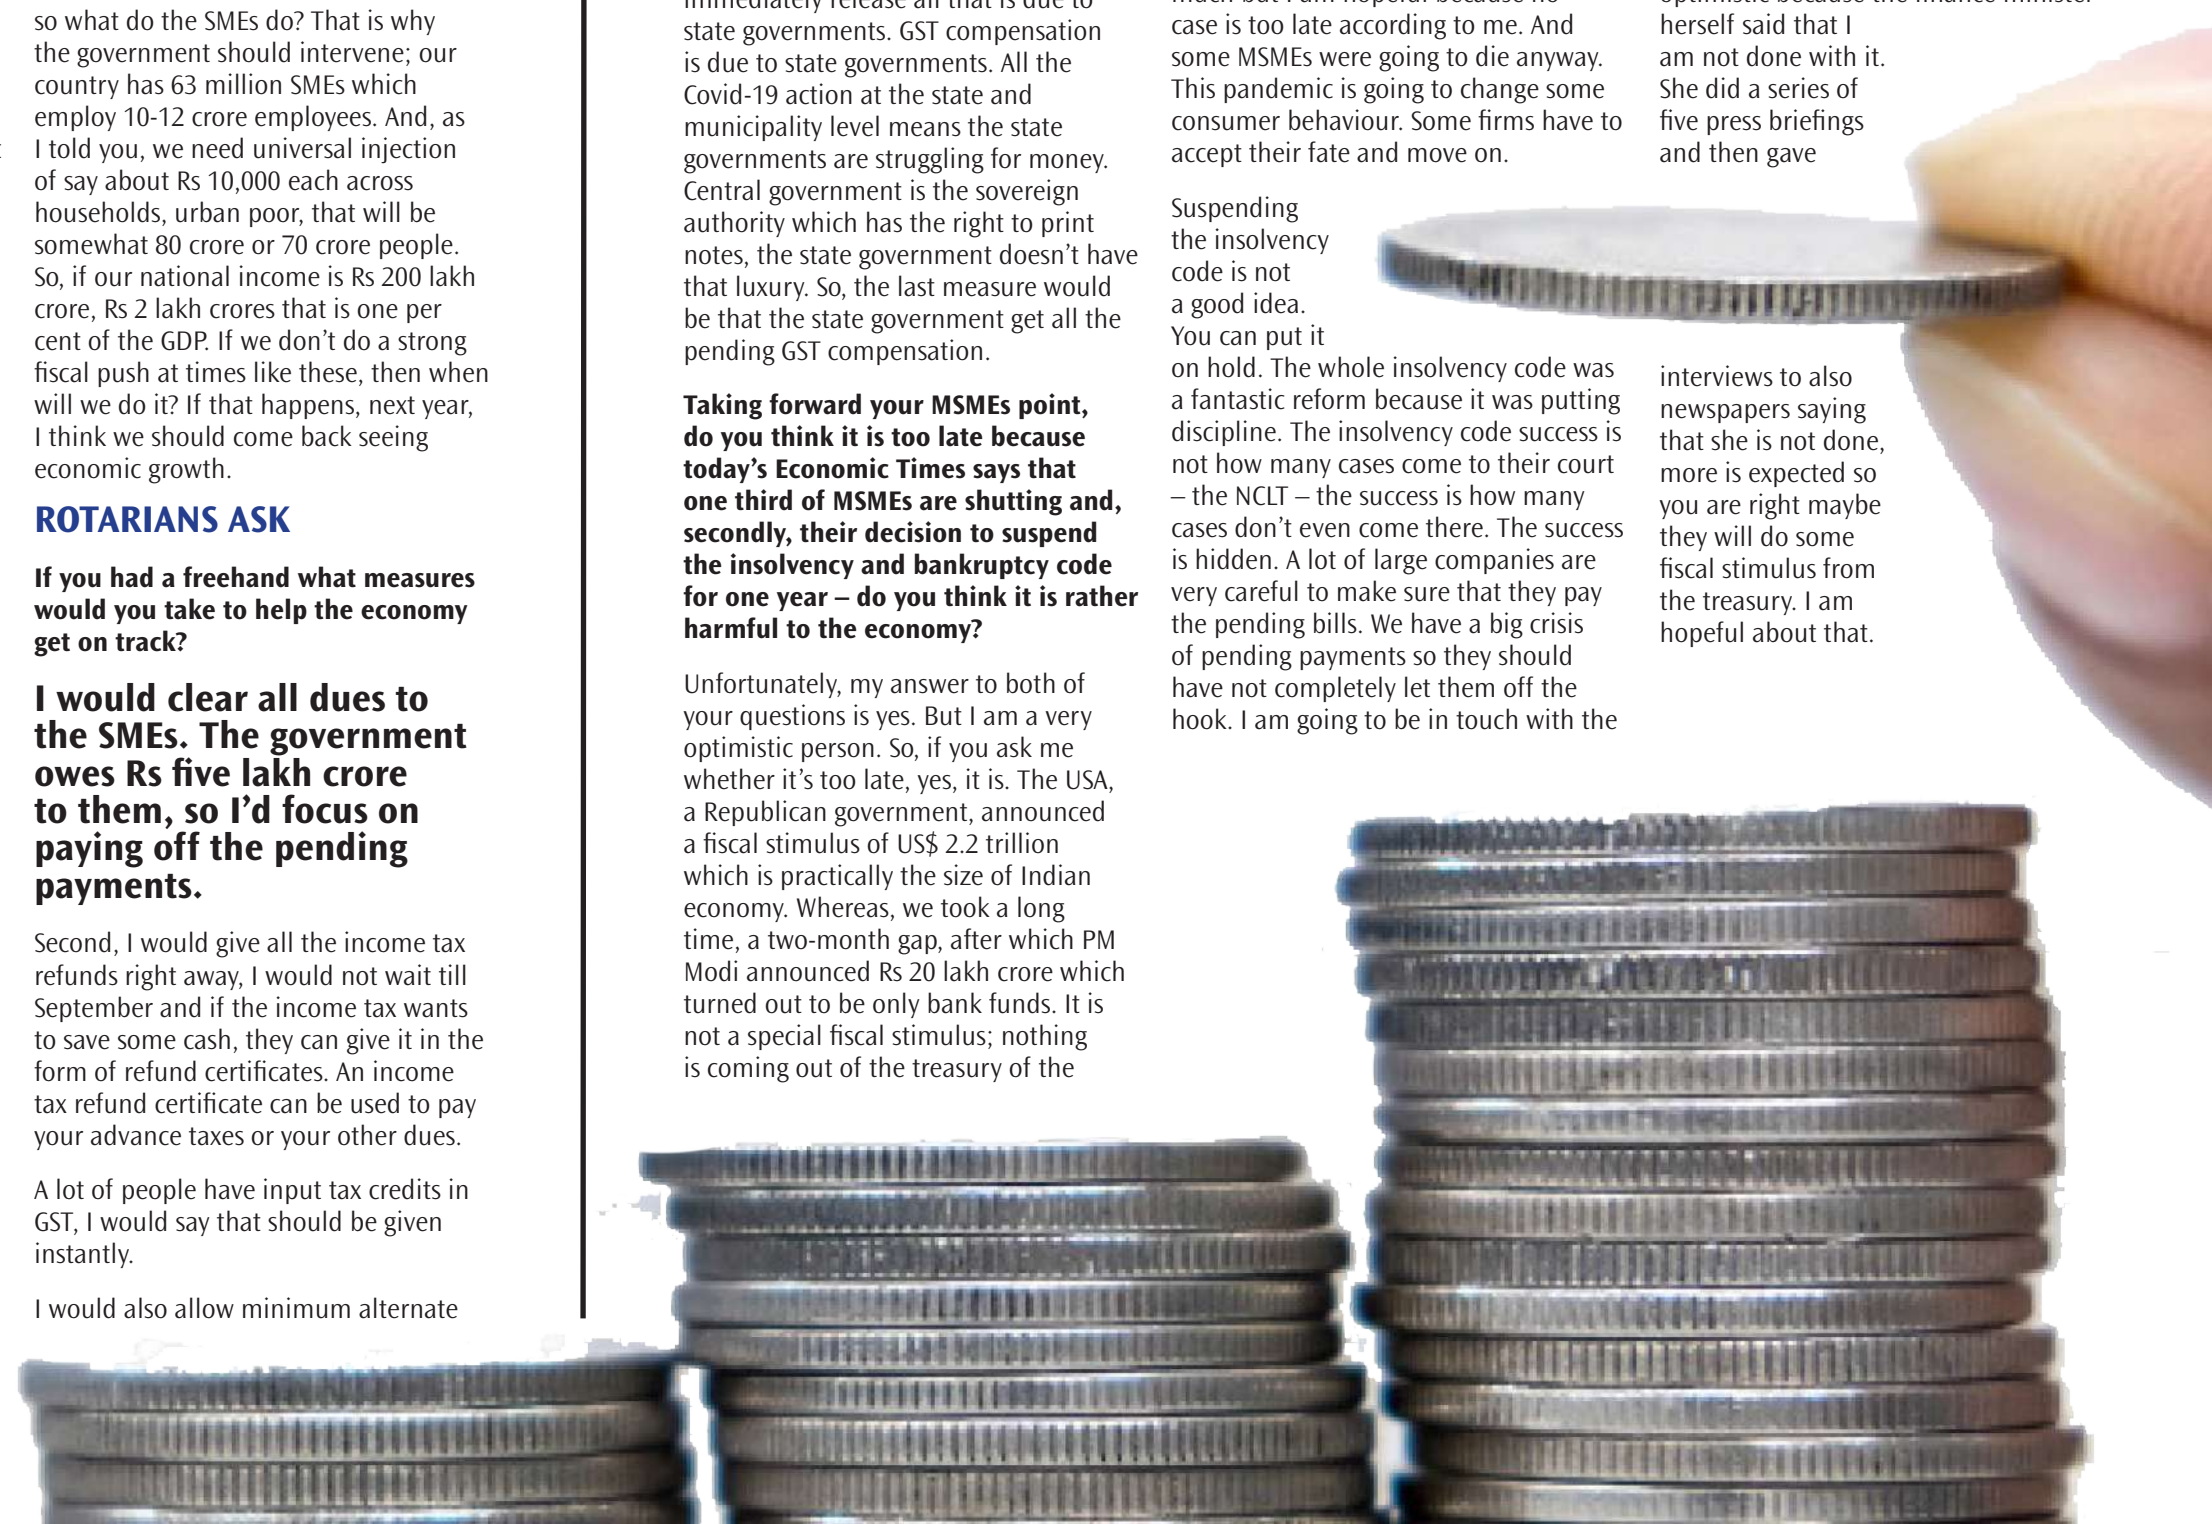 so what do the SMEs do? That is why
the government should intervene; our
country has 63 million SMEs which
employ 10-12 crore employees. And, as
I told you, we need universal injection
of say about Rs 10,000 each across
households, urban poor, that will be
somewhat 80 crore or 70 crore people.
So, if our national income is Rs 200 lakh
crore, Rs 2 lakh crores that is one per
cent of the GDP. If we don’t do a strong
fiscal push at times like these, then when
will we do it? If that happens, next year,
I think we should come back seeing
economic growth.
ROTARIANS ASK
If you had a freehand what measures
would you take to help the economy
get on track?
I would clear all dues to
the SMEs. The government
owes Rs five lakh crore
to them, so I’d focus on
paying off the pending
payments.
Second, I would give all the income tax
refunds right away, I would not wait till
September and if the income tax wants
to save some cash, they can give it in the
form of refund certificates. An income
tax refund certificate can be used to pay
your advance taxes or your other dues.
A lot of people have input tax credits in
GST, I would say that should be given
instantly.
I would also allow minimum alternate
immediately release all that is due to
state governments. GST compensation
is due to state governments. All the
Covid-19 action at the state and
municipality level means the state
governments are struggling for money.
Central government is the sovereign
authority which has the right to print
notes, the state government doesn’t have
that luxury. So, the last measure would
be that the state government get all the
pending GST compensation.
Taking forward your MSMEs point,
do you think it is too late because
today’s Economic Times says that
one third of MSMEs are shutting and,
secondly, their decision to suspend
the insolvency and bankruptcy code
for one year – do you think it is rather
harmful to the economy?
Unfortunately, my answer to both of
your questions is yes. But I am a very
optimistic person. So, if you ask me
whether it’s too late, yes, it is. The USA,
a Republican government, announced
a fiscal stimulus of US$ 2.2 trillion
which is practically the size of Indian
economy. Whereas, we took a long
time, a two-month gap, after which PM
Modi announced Rs 20 lakh crore which
turned out to be only bank funds. It is
not a special fiscal stimulus; nothing
is coming out of the treasury of the
much but I am hopeful because no
case is too late according to me. And
some MSMEs were going to die anyway.
This pandemic is going to change some
consumer behaviour. Some firms have to
accept their fate and move on.
Suspending
the insolvency
code is not
a good idea.
You can put it
on hold. The whole insolvency code was
a fantastic reform because it was putting
discipline. The insolvency code success is
not how many cases come to their court
– the NCLT – the success is how many
cases don’t even come there. The success
is hidden. A lot of large companies are
very careful to make sure that they pay
the pending bills. We have a big crisis
of pending payments so they should
have not completely let them off the
hook. I am going to be in touch with the
optimistic because the finance minister
herself said that I
am not done with it.
She did a series of
five press briefings
and then gave
interviews to also
newspapers saying
that she is not done,
more is expected so
you are right maybe
they will do some
fiscal stimulus from
the treasury. I am
hopeful about that.